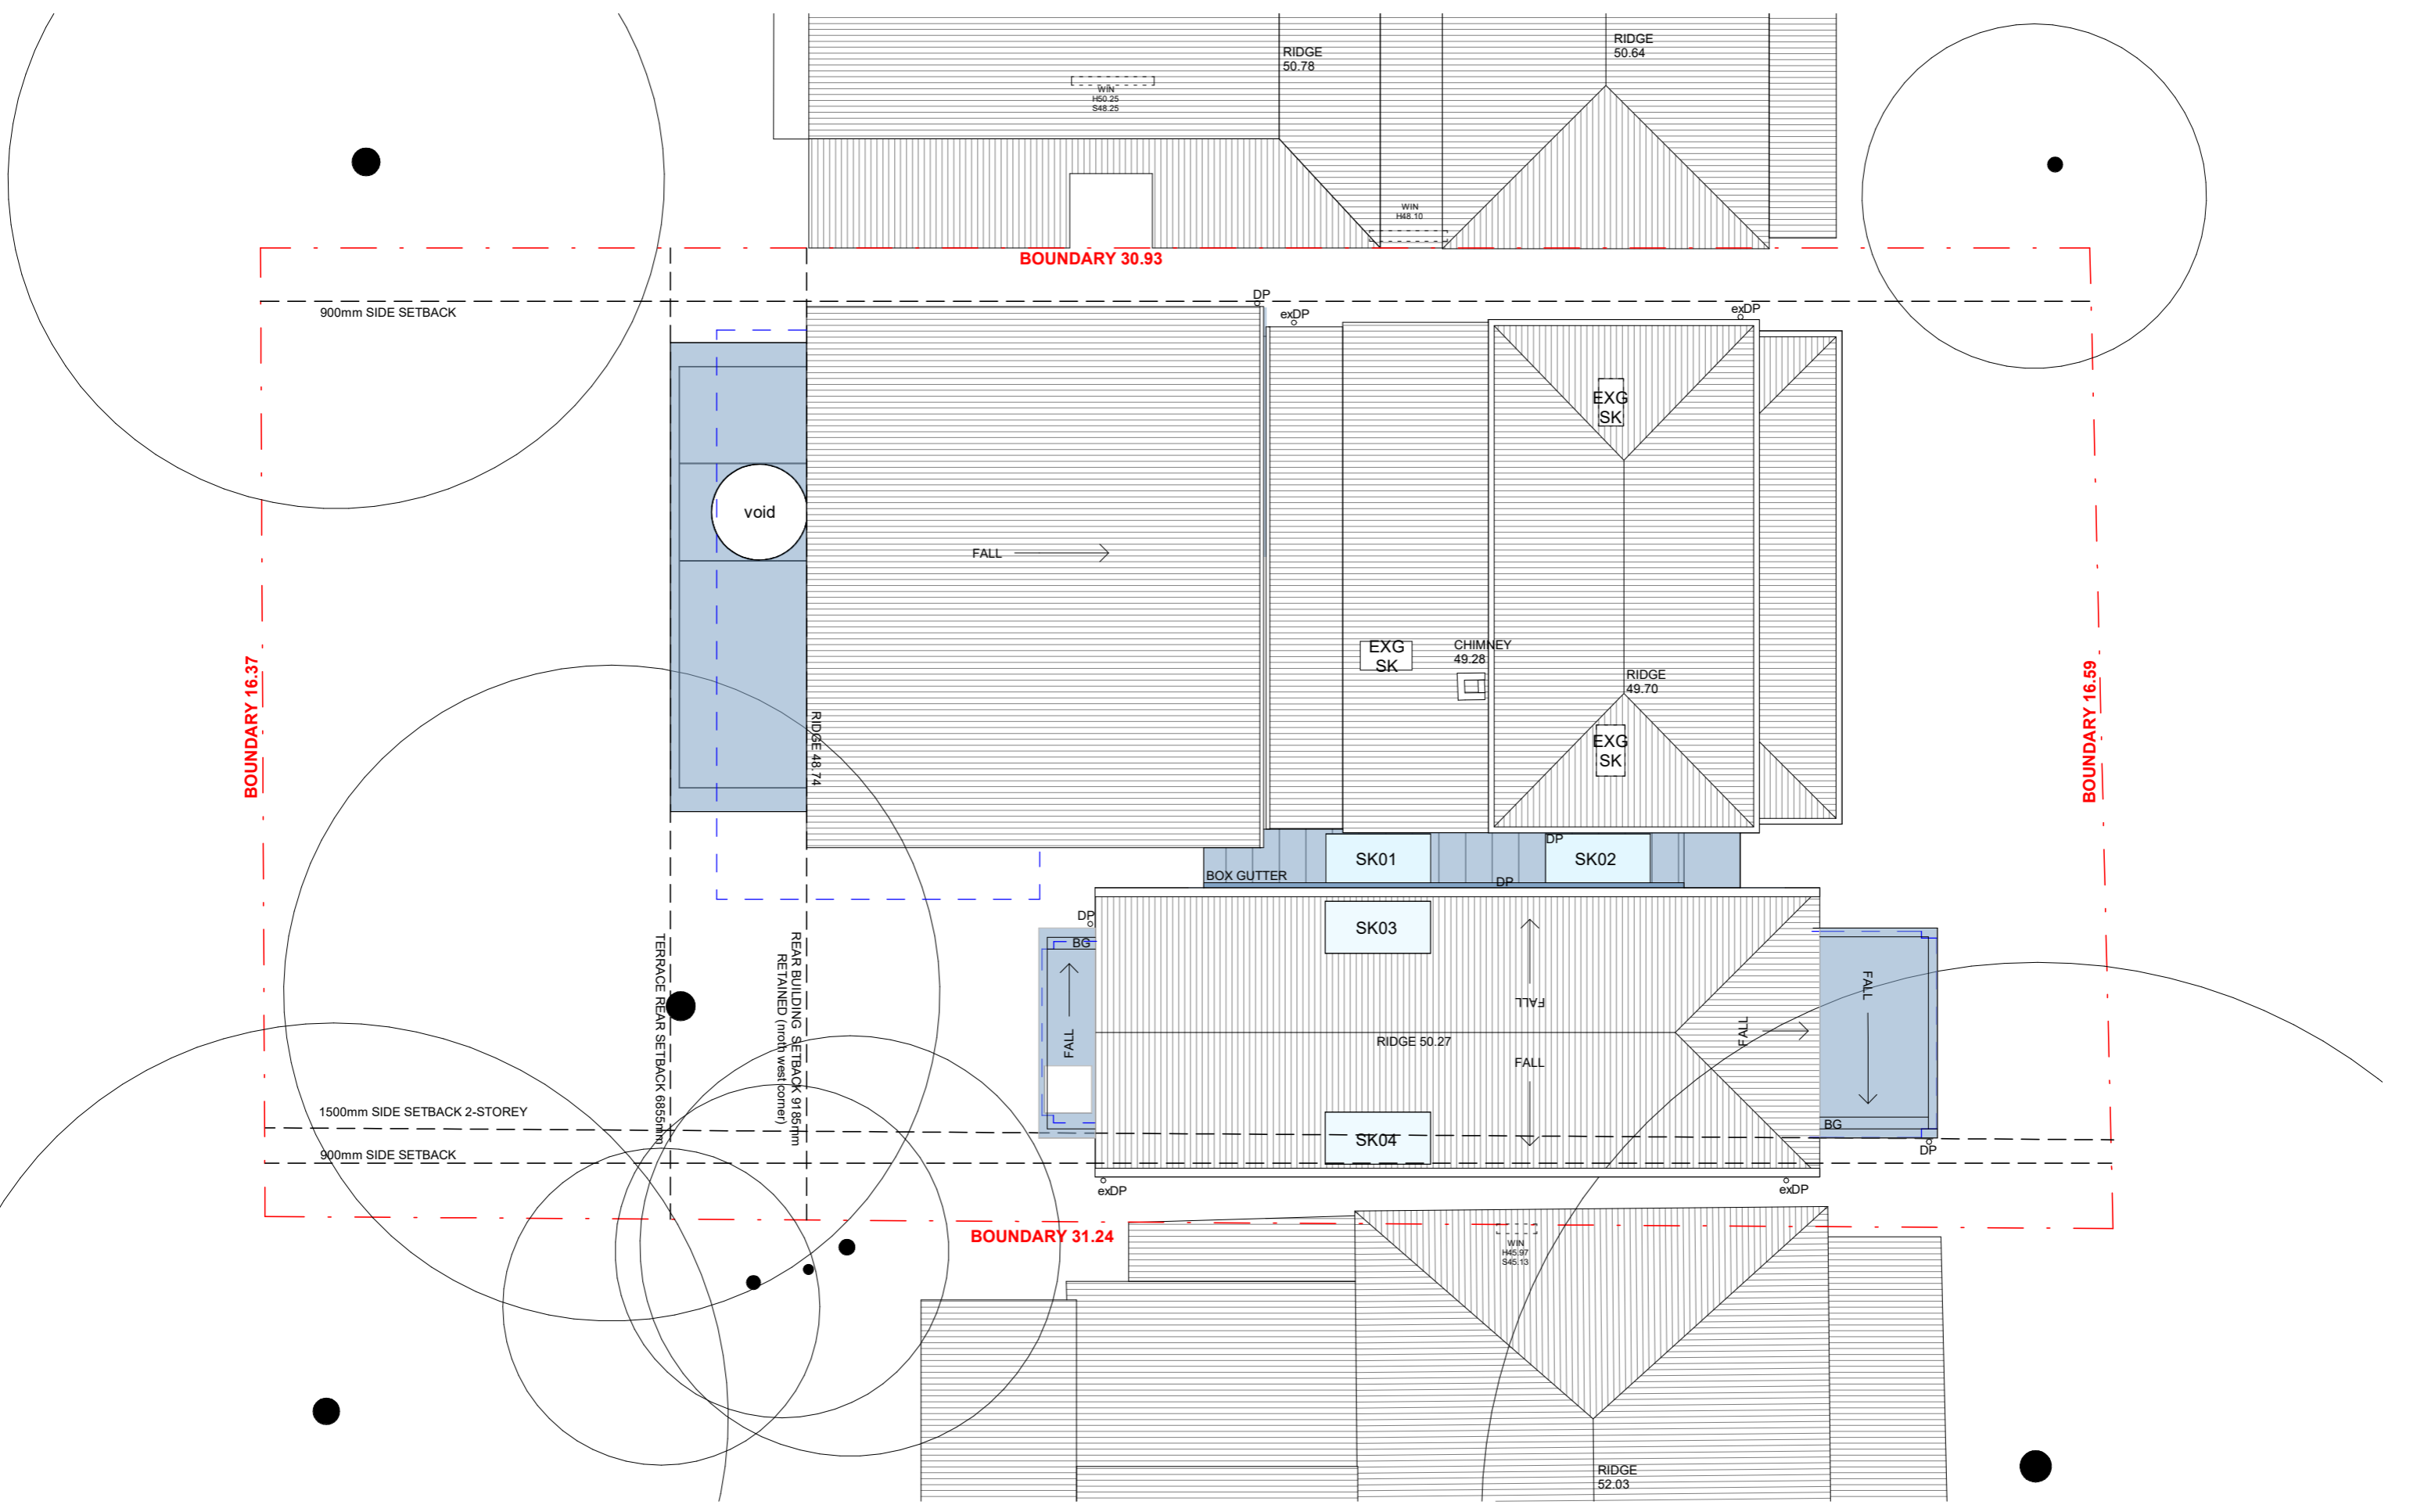 RIDGE
50.78
RIDGE
50.64
WIN
H50.25
S48.25
WIN
H48.10
BOUNDARY 30.93
900mm SIDE SETBACK
DP
exDP
exDP
EXG
SK
void
FALL
EXG
SK
CHIMNEY
49.28
RIDGE
49.70
EXG
SK
BOUNDARY 16.37
BOUNDARY 16.59
RIDGE 48.74
SK01
DP
SK02
BOX GUTTER
DP
DP
BG
SK03
FALL
FALL
FALL
FALL
RIDGE 50.27
FALL
TERRACE REAR SETBACK 6855mm
REAR BUILDING SETBACK 9185mm
RETAINED (nroth west corner)
1500mm SIDE SETBACK 2-STOREY
SK04
BG
DP
900mm SIDE SETBACK
exDP
exDP
BOUNDARY 31.24
WIN
H45.97
S45.13
RIDGE
52.03